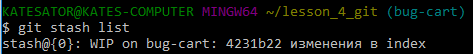 KATESATOR@KATES-COMPUTER MINGW64 ~/lesson_4_git (bug-cart)
$ git stash list
stash@{0}: WIP on bug-cart: 4231b22 изменения в index